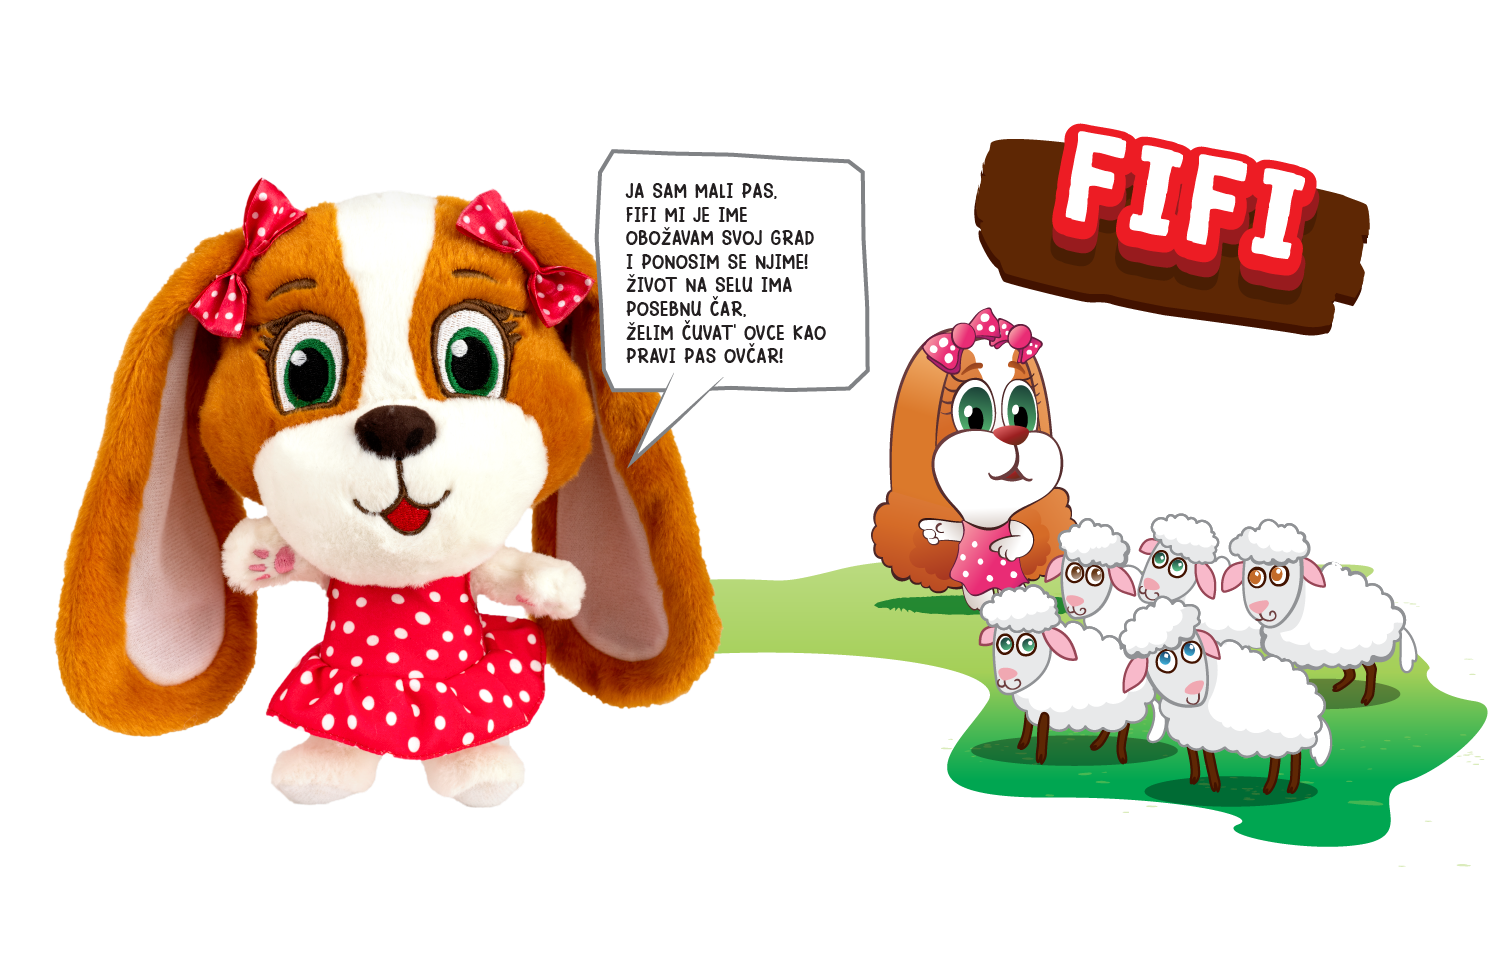 JA SAM MALI PAS,
FIFI MI JE IME
OBOŽAVAM SVOJ GRAD
I PONOSIM SE NJIME!
ŽIVOT NA SELU IMA
POSEBNU ČAR,
ŽELIM ČUVAT' OVCE KAO
PRAVI PAS OVČAR!
FIFI